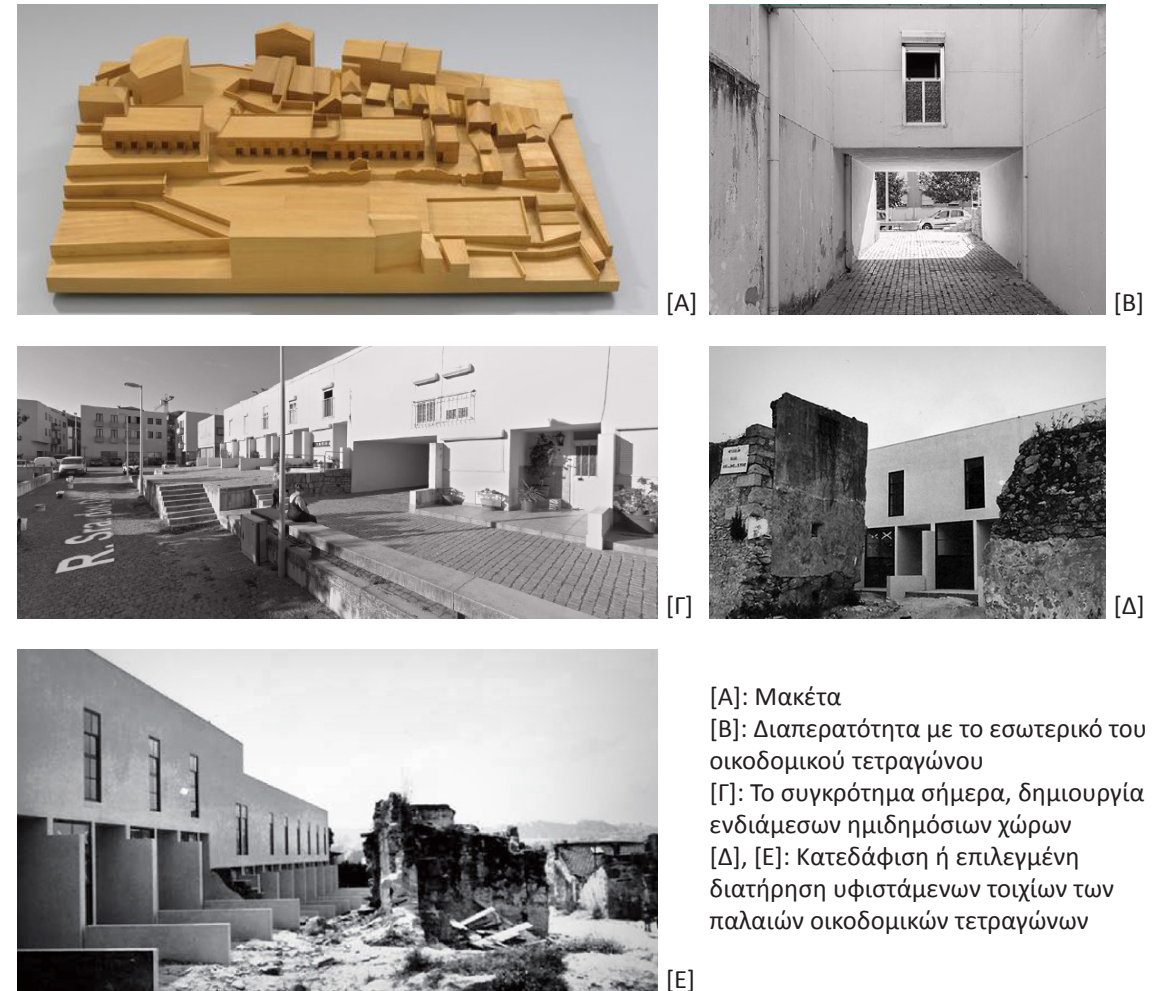 [Α]
[Β]
R. Sra
[Γ]
[Δ]
[Α]: Μακέτα
[Β]: Διαπερατότητα με το εσωτερικό του
οικοδομικού τετραγώνου
[Γ]: Το συγκρότημα σήμερα, δημιουργία
ενδιάμεσων ημιδημόσιων χώρων
[Δ], [Ε]: Κατεδάφιση ή επιλεγμένη
διατήρηση υφιστάμενων τοιχίων των
παλαιών οικοδομικών τετραγώνων
[Ε]